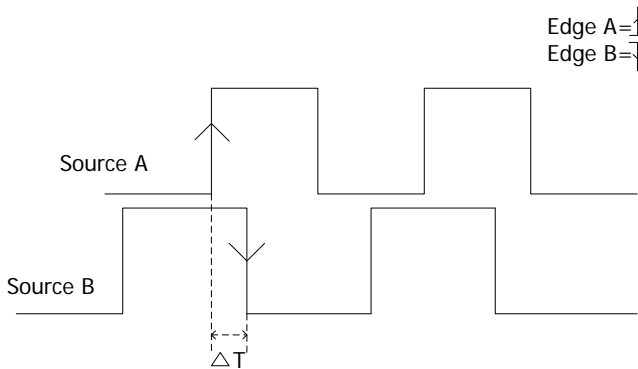 Edge A=
Edge B=
Source A
Source B
△T